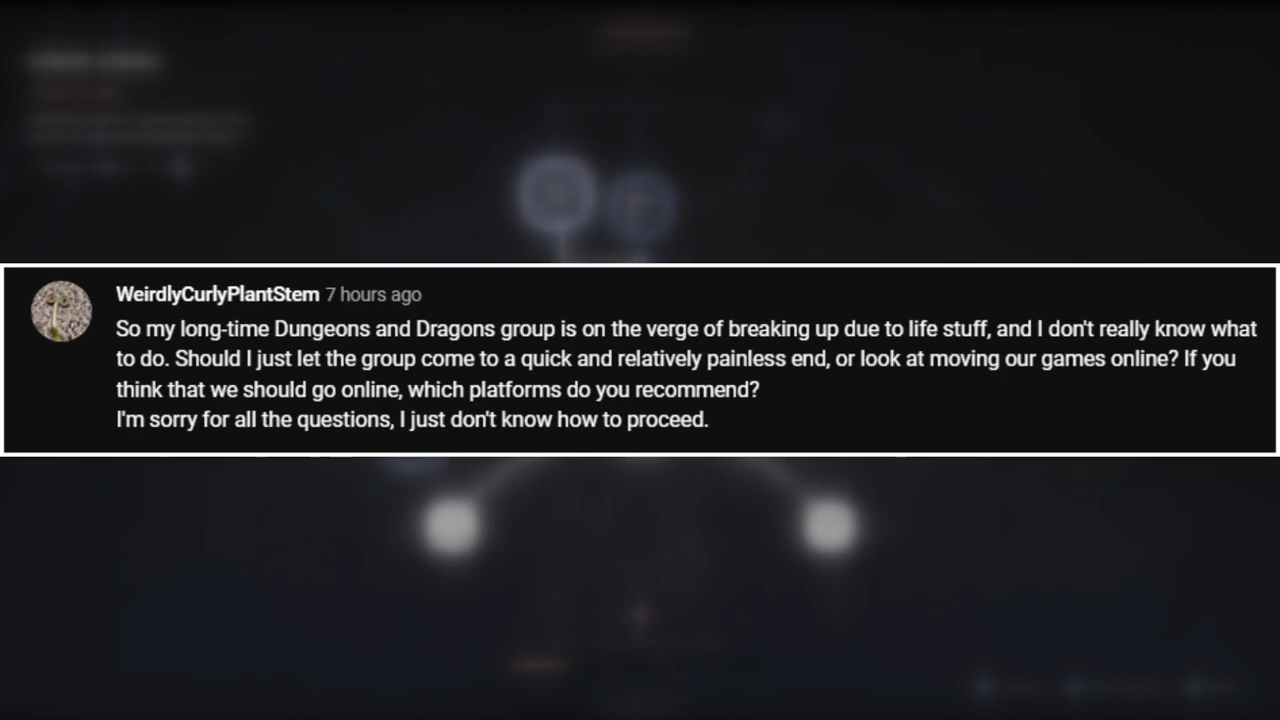 WeirdlyCurlyPlantStem 7 hours ago
So my long-time Dungeons and Dragons group is on the verge of breaking up due to life stuff, and I don't really know what
to do. Should I just let the group come to a quick and relatively painless end, or look at moving our games online? If you
think that we should go online, which platforms do you recommend?
I'm sorry for all the questions, I just don't know how to proceed.